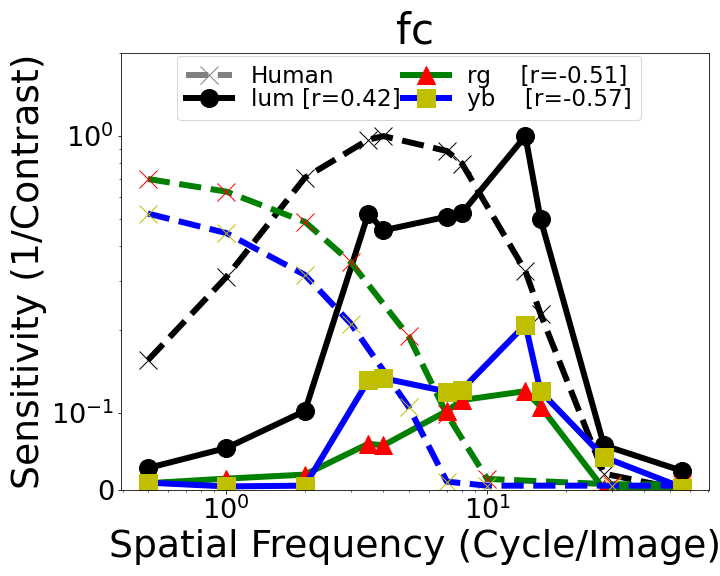 fc
Human
lum [r=0.42]
rg [r=-0.51]
yb [r=-0.57]
Sensitivity (1/Contrast)
10^0
10^-1
0
10^0
10^1
Spatial Frequency (Cycle/Image)